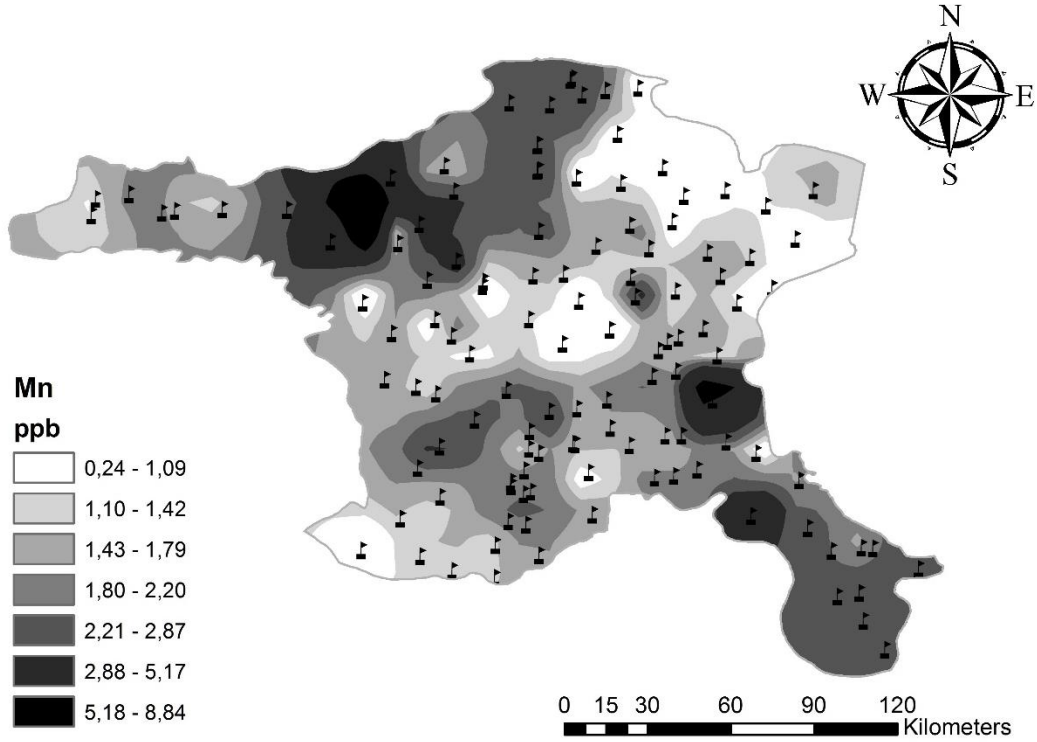 N
W E
S
Mn
ppb
0,24 - 1,09
1,10 - 1,42
1,43 - 1,79
1,80 - 2,20
2,21 - 2,87
2,88 - 5,17
5,18 - 8,84
0 15 30 60 90 120
Kilometers